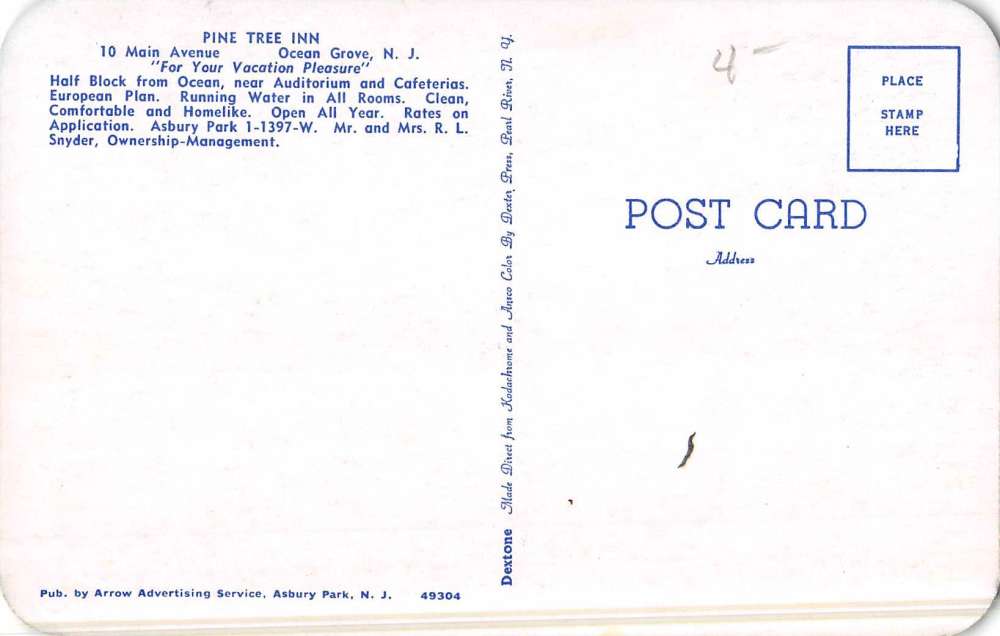 PINE TREE INN
10 Main Avenue Ocean Grove, N. J.
"For Your Vacation Pleasure"
Half Block from Ocean, near Auditorium and Cafeterias.
European Plan. Running Water in All Rooms. Clean,
Comfortable and Homelike. Open All Year. Rates on
Application. Asbury Park 1-1397-W. Mr. and Mrs. R. L.
Snyder, Ownership-Management.
Pub. by Arrow Advertising Service, Asbury Park, N. J. 49304
Dextone Made Direct from Kodachrome and Ansco Color By Dexter Press, Pearl River, N. Y.
4-
PLACE
STAMP
HERE
POST CARD
Address